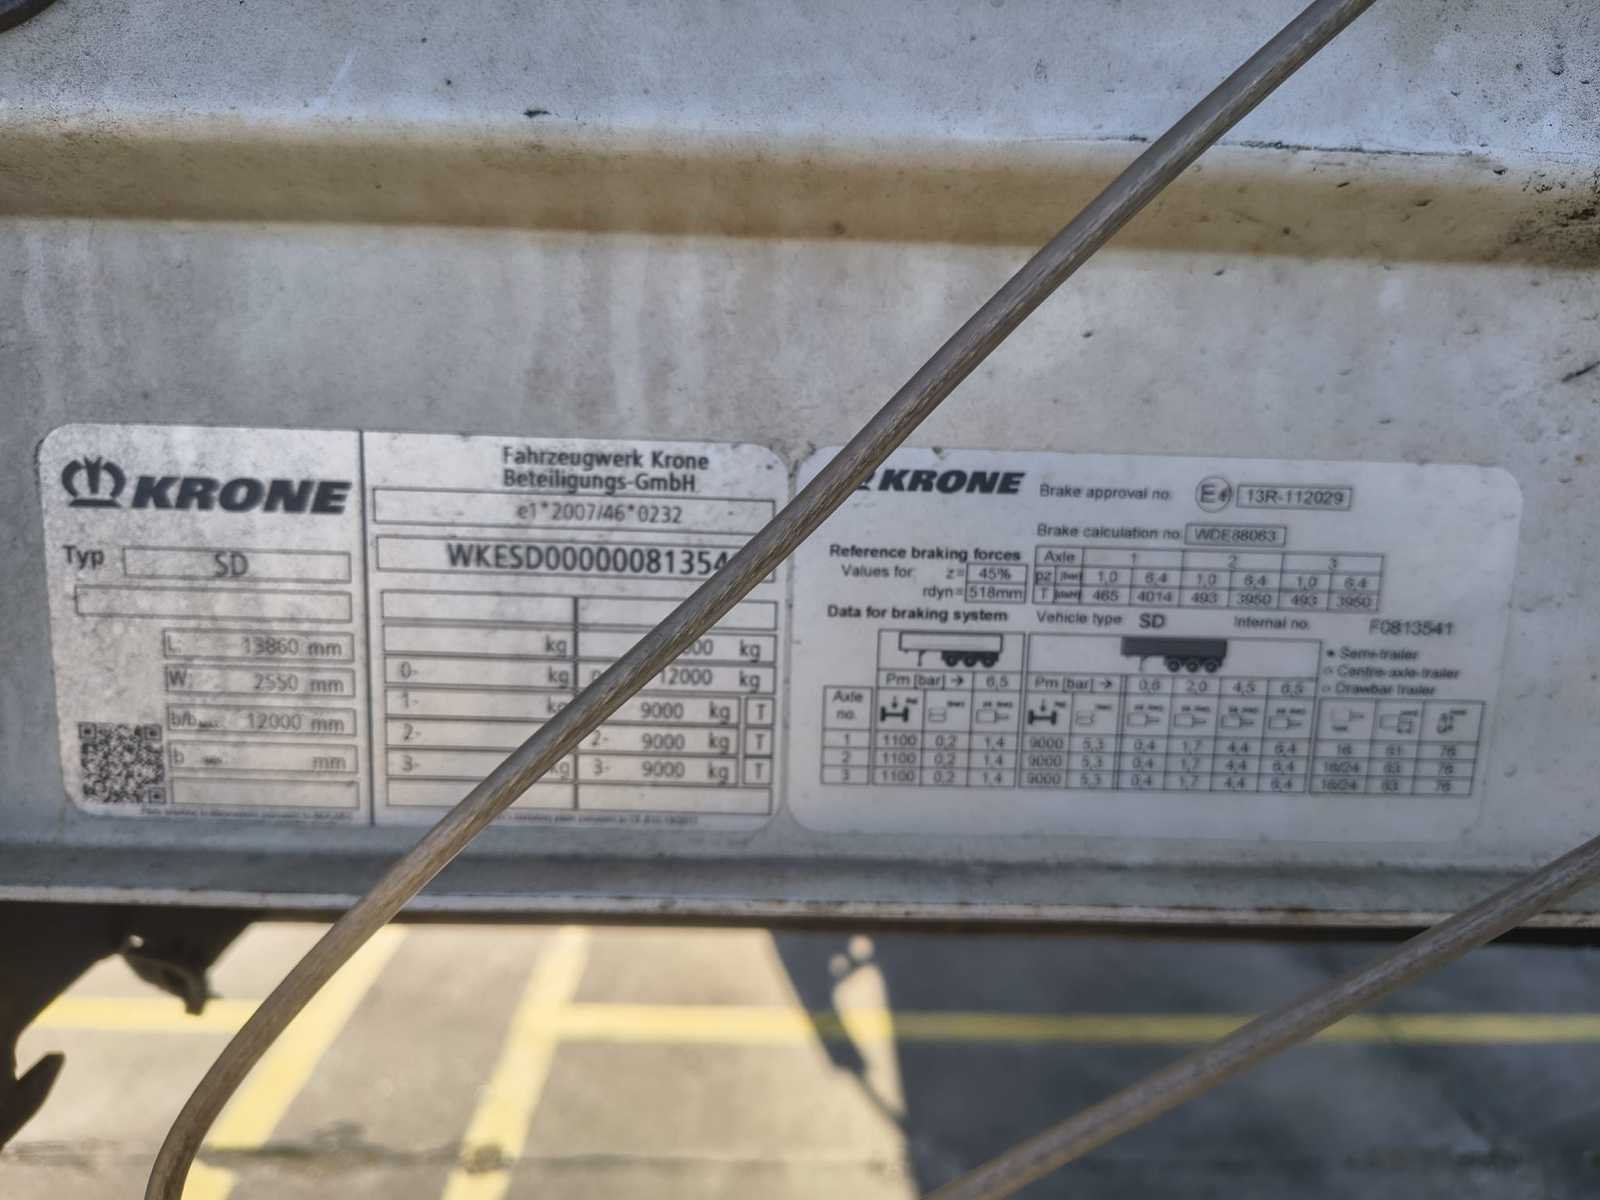 KRONE
Typ SD
L: 13860 mm
W: 2550 mm
b/b 12000 mm
b mm
Fahrzeugwerk Krone
Beteiligungs-GmbH
e1*2007/46*0232
WKESD00000081354
kg kg
0- kg 12000 kg
1- kg 9000 kg T
2- 2- 9000 kg T
3- kg 3- 9000 kg T
KRONE
Brake approval no. E4 13R-112029
Brake calculation no. WDE88063
Reference braking forces
Values for: z= 45%
rdyn= 518mm
Axle 1 2 3
pz [bar] 1,0 6,4 1,0 6,4 1,0 6,4
T 465 4014 493 3950 493 3950
Data for braking system Vehicle type SD Internal no. F0813541
Semi-trailer
Centre-axle-trailer
Drawbar trailer
Pm [bar] → 6,5 Pm [bar] → 0,6 2,0 4,5 6,5
Axle no.
1 1100 0,2 1,4 9000 5,3 0,4 1,7 4,4 6,4 16 61 76
2 1100 0,2 1,4 9000 5,3 0,4 1,7 4,4 6,4 16/24 63 76
3 1100 0,2 1,4 9000 5,3 0,4 1,7 4,4 6,4 16/24 63 76